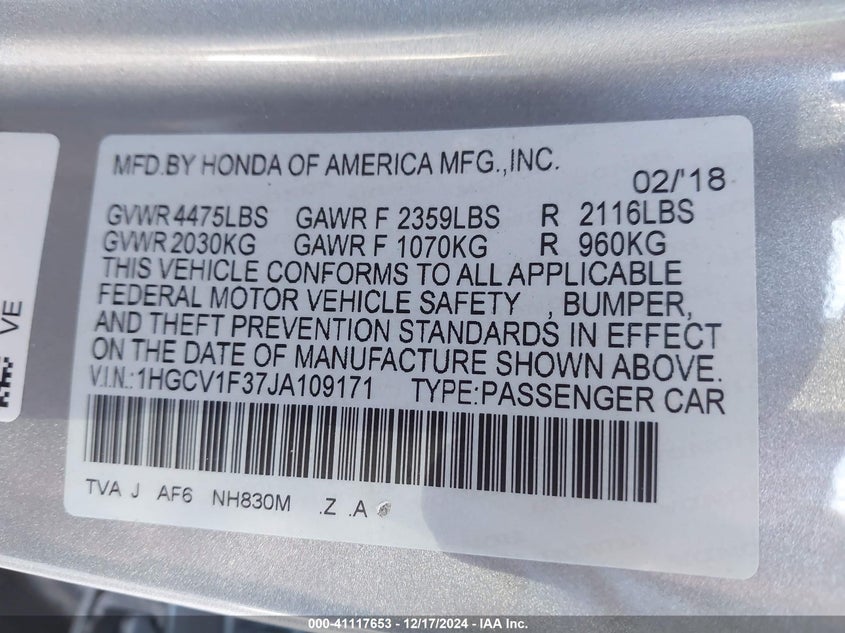 MFD.BY HONDA OF AMERICA MFG.,INC.
02/'18
GVWR 4475LBS GAWR F 2359LBS R 2116LBS
GVWR 2030KG GAWR F 1070KG R 960KG
THIS VEHICLE CONFORMS TO ALL APPLICABLE
FEDERAL MOTOR VEHICLE SAFETY , BUMPER,
AND THEFT PREVENTION STANDARDS IN EFFECT
ON THE DATE OF MANUFACTURE SHOWN ABOVE.
V.I.N.:1HGCV1F37JA109171 TYPE:PASSENGER CAR
TVA J AF6 NH830M .Z .A
VE
000-41117653 - 12/17/2024 - IAA Inc.